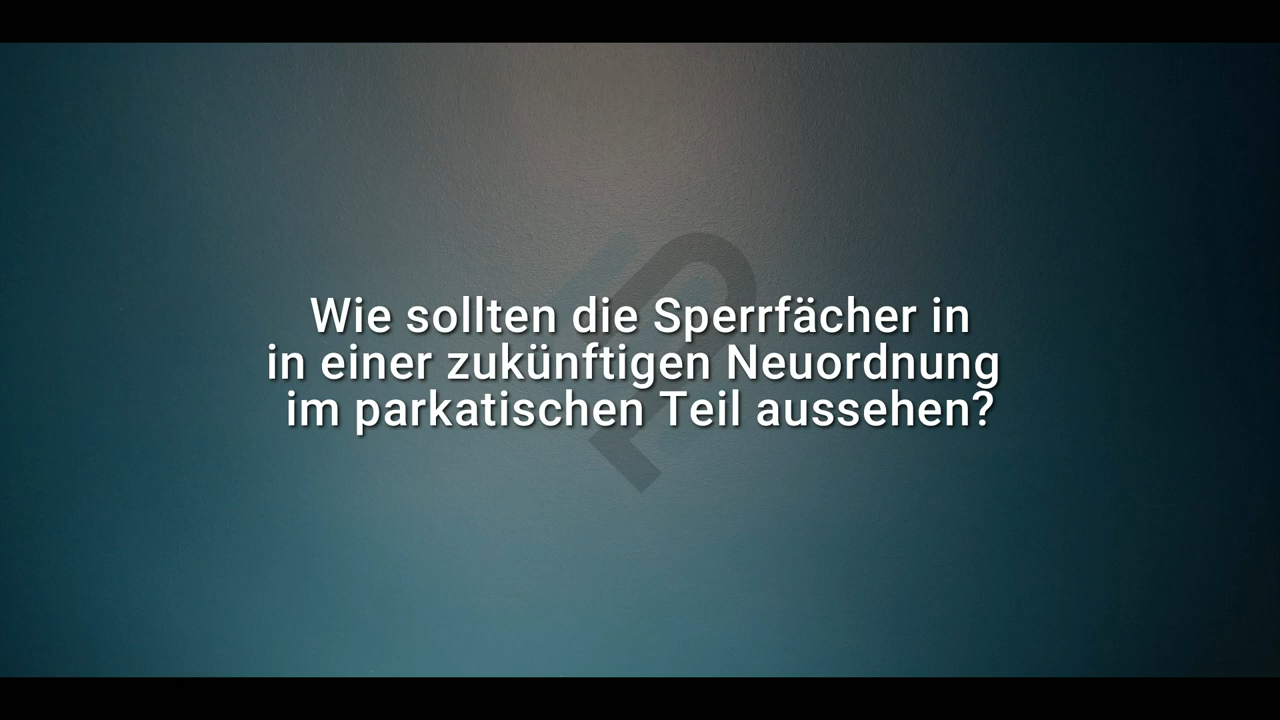 Wie sollten die Sperrfächer in
in einer zukünftigen Neuordnung
im parkatischen Teil aussehen?